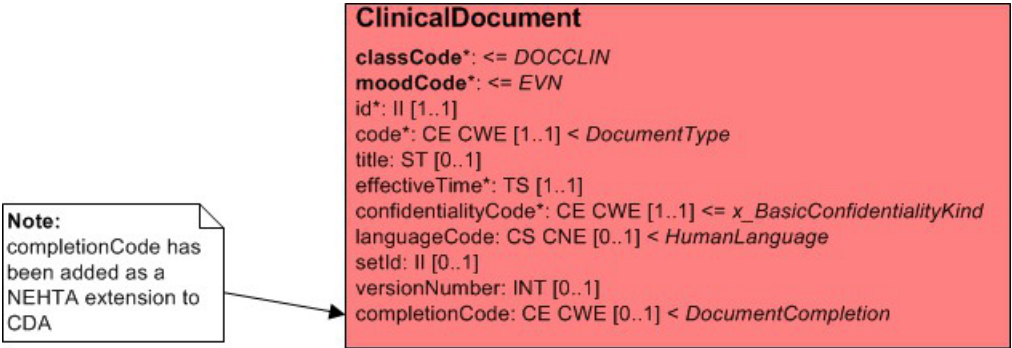 ClinicalDocument
classCode*: <= DOCCLIN
moodCode*: <= EVN
id*: II [1..1]
code*: CE CWE [1..1] < DocumentType
title: ST [0..1]
effectiveTime*: TS [1..1]
confidentialityCode*: CE CWE [1..1] <= x_BasicConfidentialityKind
languageCode: CS CNE [0..1] < HumanLanguage
setId: II [0..1]
versionNumber: INT [0..1]
completionCode: CE CWE [0..1] < DocumentCompletion
Note:
completionCode has
been added as a
NEHTA extension to
CDA